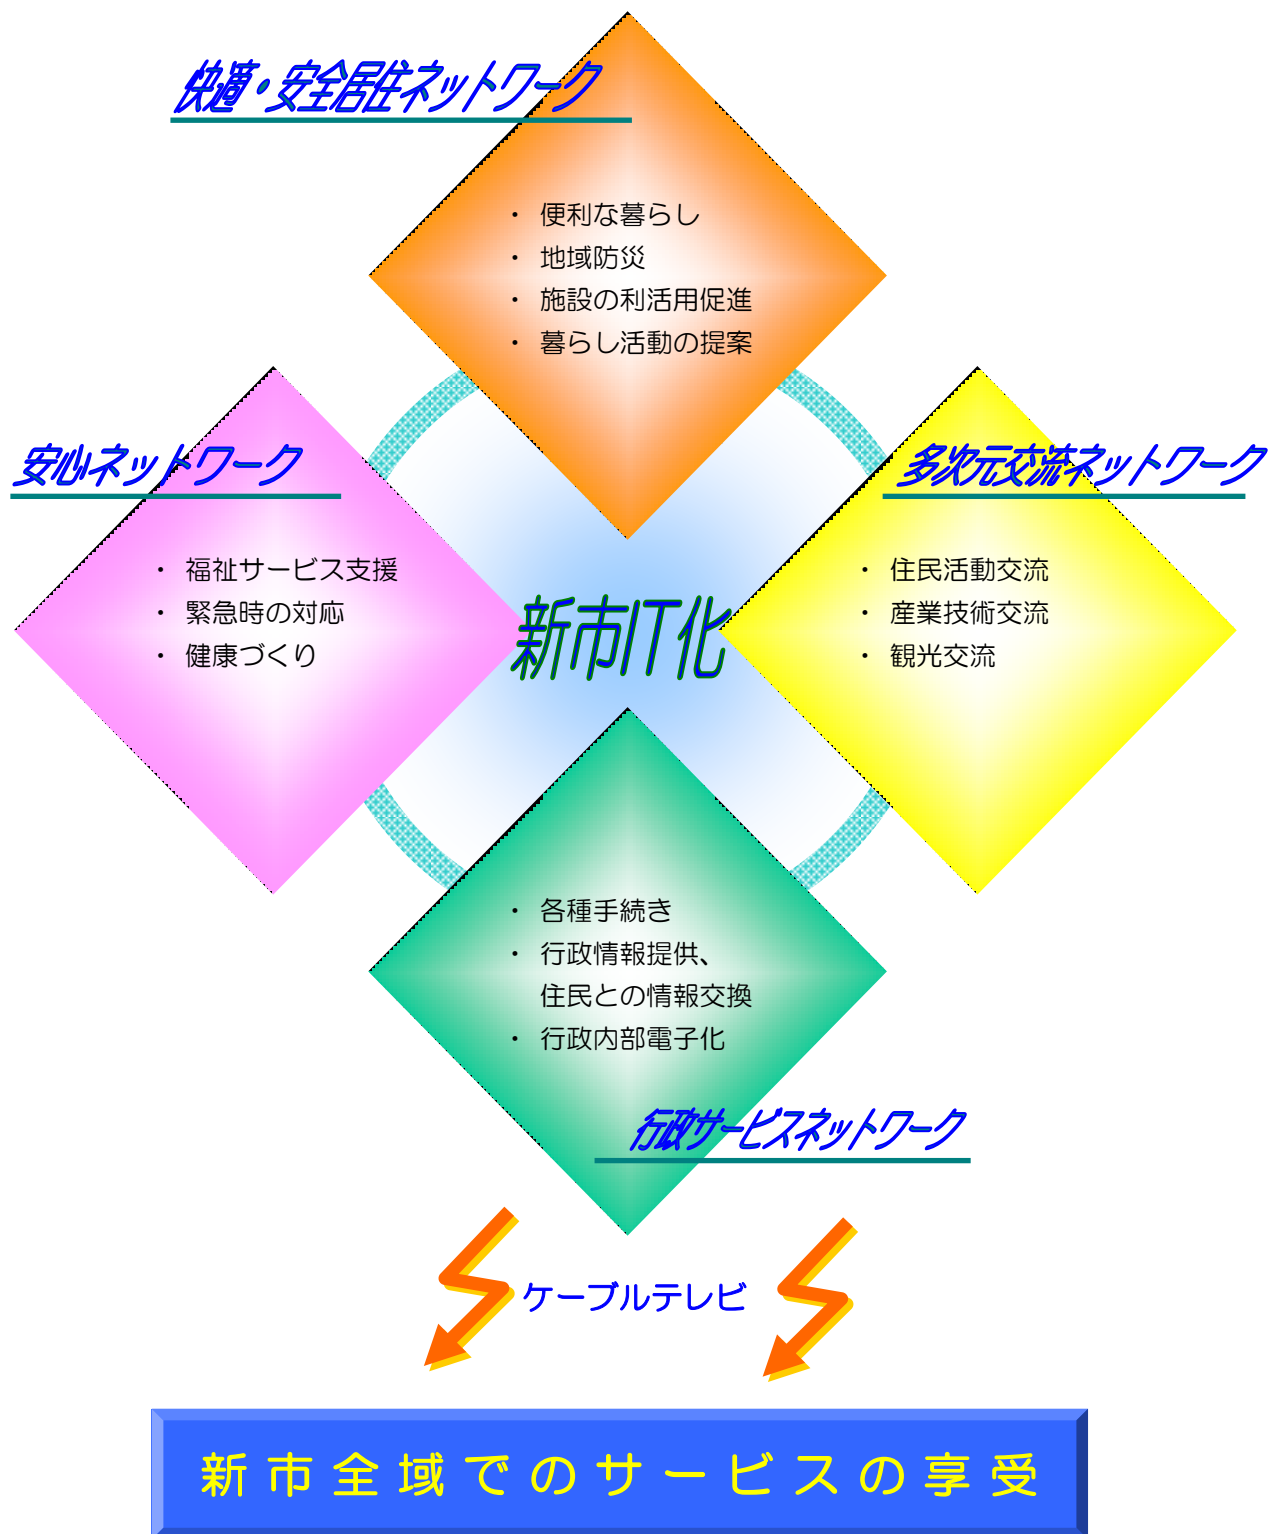 快適・安全居住ネットワーク
・ 便利な暮らし
・ 地域防災
・ 施設の利活用促進
・ 暮らし活動の提案
安心ネットワーク
・ 福祉サービス支援
・ 緊急時の対応
・ 健康づくり
新市IT化
多次元交流ネットワーク
・ 住民活動交流
・ 産業技術交流
・ 観光交流
・ 各種手続き
・ 行政情報提供、
住民との情報交換
・ 行政内部電子化
行政サービスネットワーク
ケーブルテレビ
新市全域でのサービスの享受